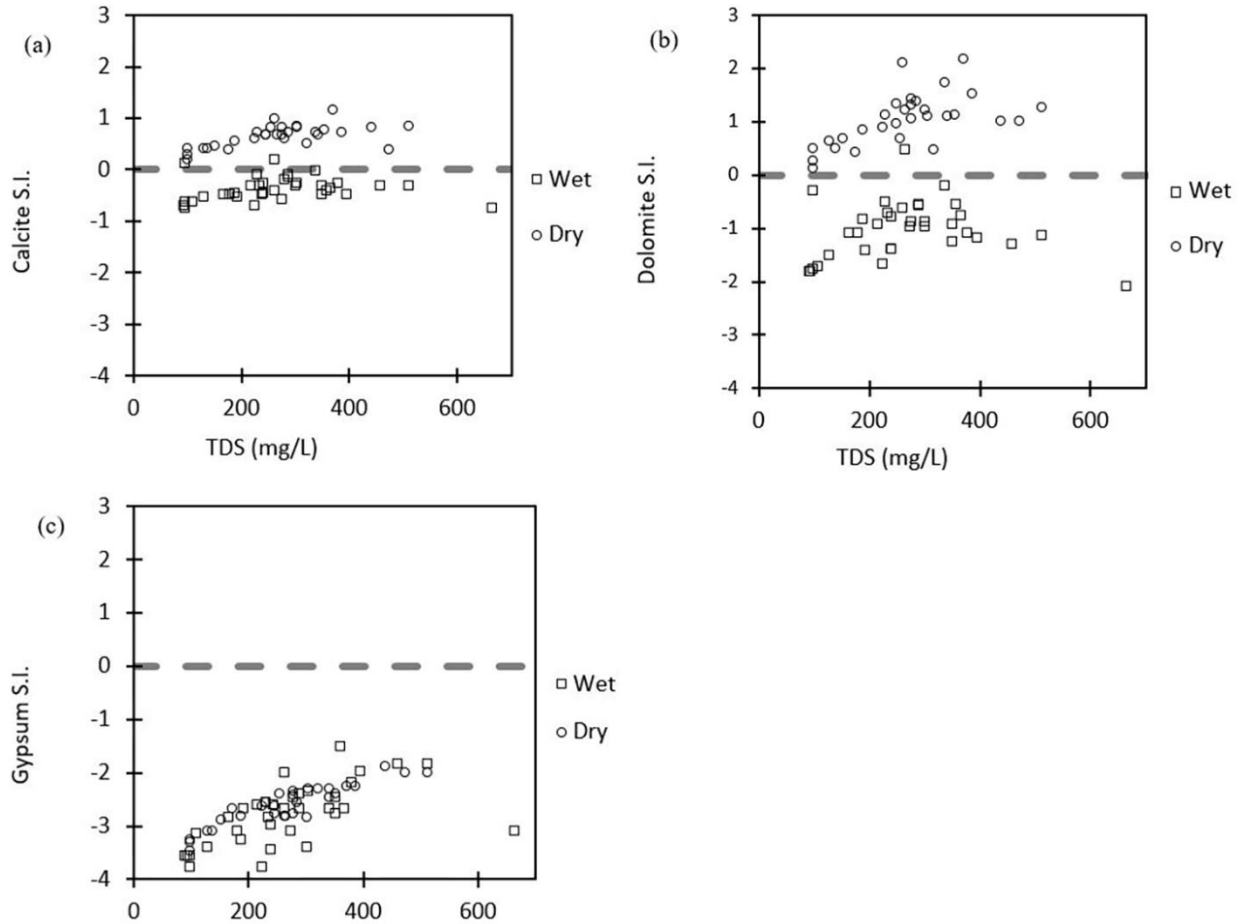 (a)
3
2
1
0
-1
-2
-3
-4
Calcite S.I.
0 200 400 600
TDS (mg/L)
Wet
Dry
(b)
3
2
1
0
-1
-2
-3
-4
Dolomite S.I.
0 200 400 600
TDS (mg/L)
Wet
Dry
(c)
3
2
1
0
-1
-2
-3
-4
Gypsum S.I.
0 200 400 600
Wet
Dry